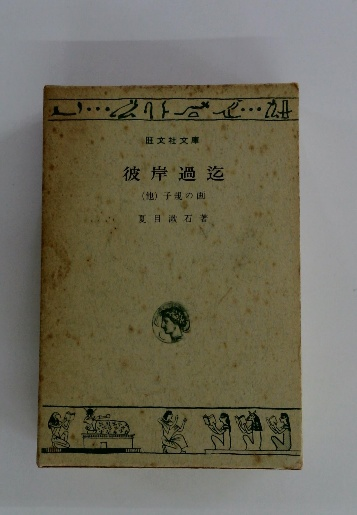 旺文社文庫
彼岸過迄
(他) 子規の画
夏目漱石著